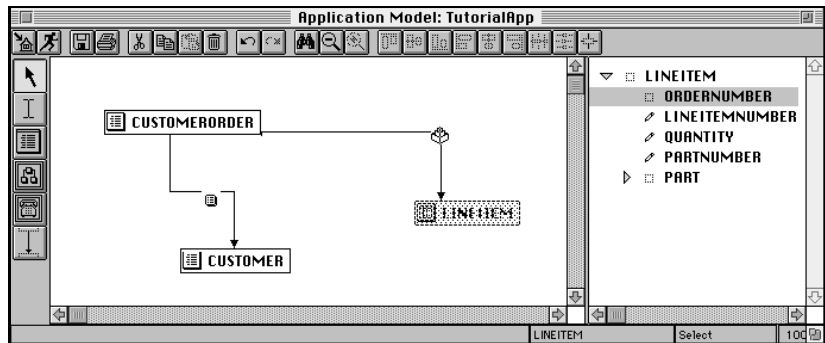 Application Model: TutorialApp
CUSTOMERORDER
LINEITEM
CUSTOMER
LINEITEM
ORDERNUMBER
LINEITEMNUMBER
QUANTITY
PARTNUMBER
PART
LINEITEM
Select
100